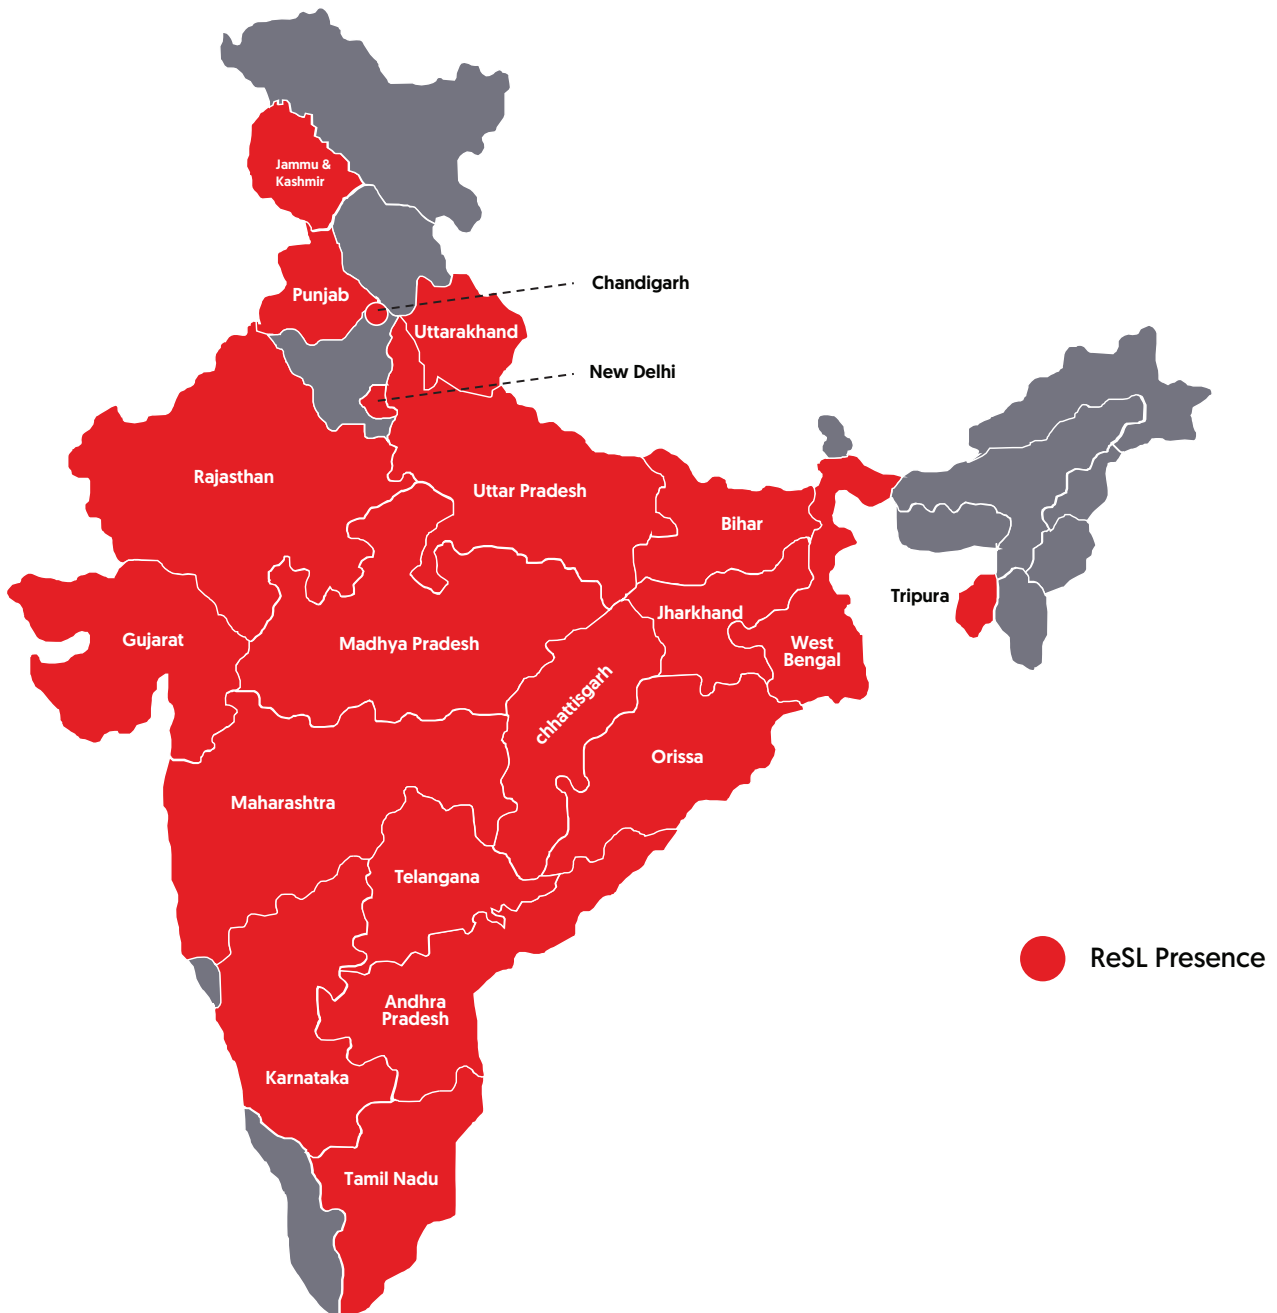 Jammu &
Kashmir
Chandigarh
Punjab
Uttarakhand
New Delhi
Rajasthan
Uttar Pradesh
Bihar
Tripura
Jharkhand
Gujarat
Madhya Pradesh
West
Bengal
chhattisgarh
Orissa
Maharashtra
Telangana
ReSL Presence
Andhra
Pradesh
Karnataka
Tamil Nadu